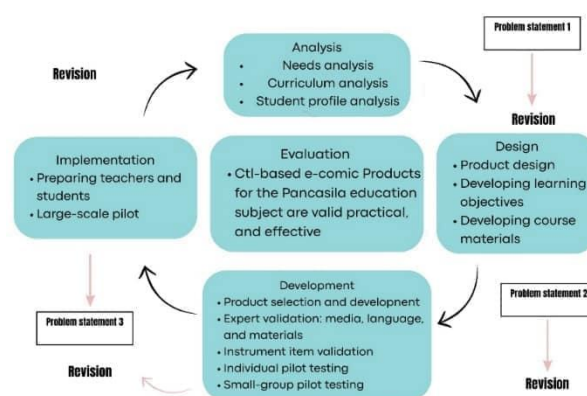 Analysis
• Needs analysis
• Curriculum analysis
• Student profile analysis
Problem statement 1
Revision
Revision
Implementation
• Preparing teachers and
students
• Large-scale pilot
Evaluation
• Ctl-based e-comic Products
for the Pancasila education
subject are valid practical,
and effective
Design
• Product design
• Developing learning
objectives
• Developing course
materials
Development
• Product selection and development
• Expert validation: media, language,
and materials
• Instrument item validation
• Individual pilot testing
• Small-group pilot testing
Problem statement 2
Problem statement 3
Revision
Revision